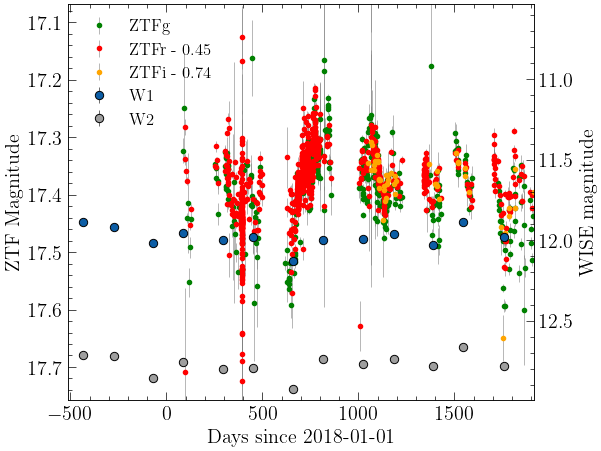 ZTFg
ZTFr - 0.45
ZTFi - 0.74
W1
W2
17.1
17.2
17.3
17.4
17.5
17.6
17.7
ZTF Magnitude
11.0
11.5
12.0
12.5
WISE magnitude
−500
0
500
1000
1500
Days since 2018-01-01